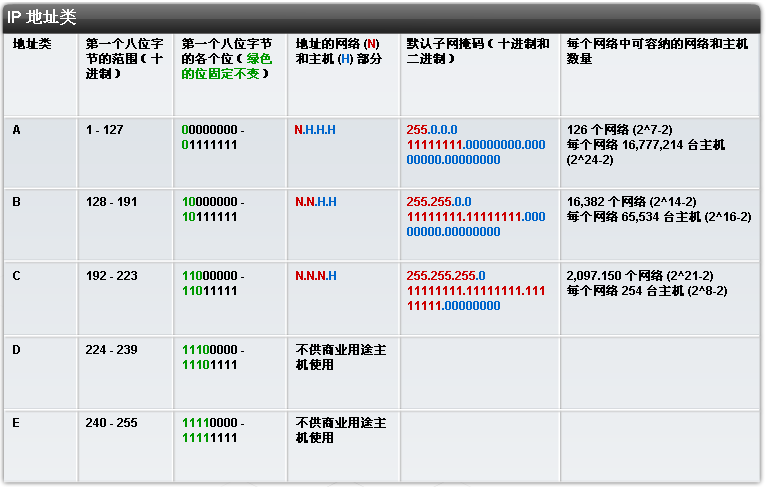 IP 地址类
地址类
第一个八位字
节的范围（十
进制）
第一个八位字节
的各个位（绿色
的位固定不变）
地址的网络 (N)
和主机 (H) 部分
默认子网掩码（十进制和
二进制）
每个网络中可容纳的网络和主机
数量
A
1 - 127
00000000 -
01111111
N.H.H.H
255.0.0.0
11111111.00000000.000
00000.00000000
126 个网络 (2^7-2)
每个网络 16,777,214 台主机
(2^24-2)
B
128 - 191
10000000 -
10111111
N.N.H.H
255.255.0.0
11111111.11111111.000
00000.00000000
16,382 个网络 (2^14-2)
每个网络 65,534 台主机 (2^16-2)
C
192 - 223
11000000 -
11011111
N.N.N.H
255.255.255.0
11111111.11111111.111
11111.00000000
2,097.150 个网络 (2^21-2)
每个网络 254 台主机 (2^8-2)
D
224 - 239
11100000 -
11101111
不供商业用途主
机使用
E
240 - 255
11110000 -
11111111
不供商业用途主
机使用